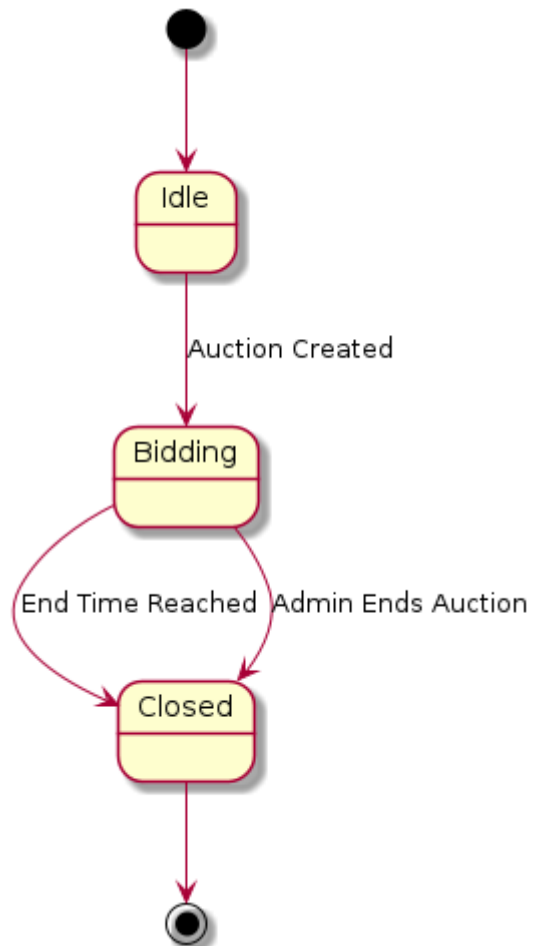 Idle
Auction Created
Bidding
End Time Reached
Admin Ends Auction
Closed